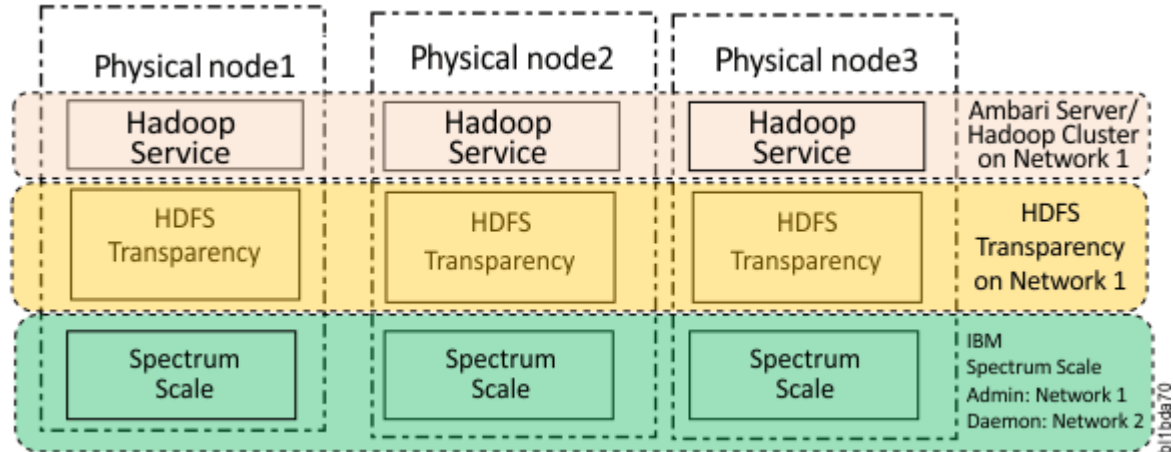 Physical node1
Physical node2
Physical node3
Hadoop
Service
Hadoop
Service
Hadoop
Service
Ambari Server/
Hadoop Cluster
on Network 1
HDFS
Transparency
HDFS
Transparency
HDFS
Transparency
HDFS
Transparency
on Network 1
Spectrum
Scale
Spectrum
Scale
Spectrum
Scale
IBM
Spectrum Scale
Admin: Network 1
Daemon: Network 2
bl1bda70